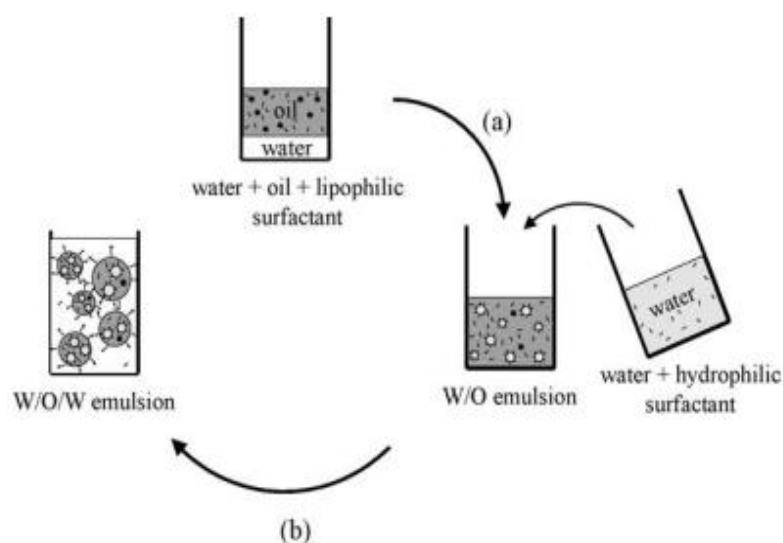 oil
water
water + oil + lipophilic
surfactant
(a)
water
W/O/W emulsion
W/O emulsion
water + hydrophilic
surfactant
(b)